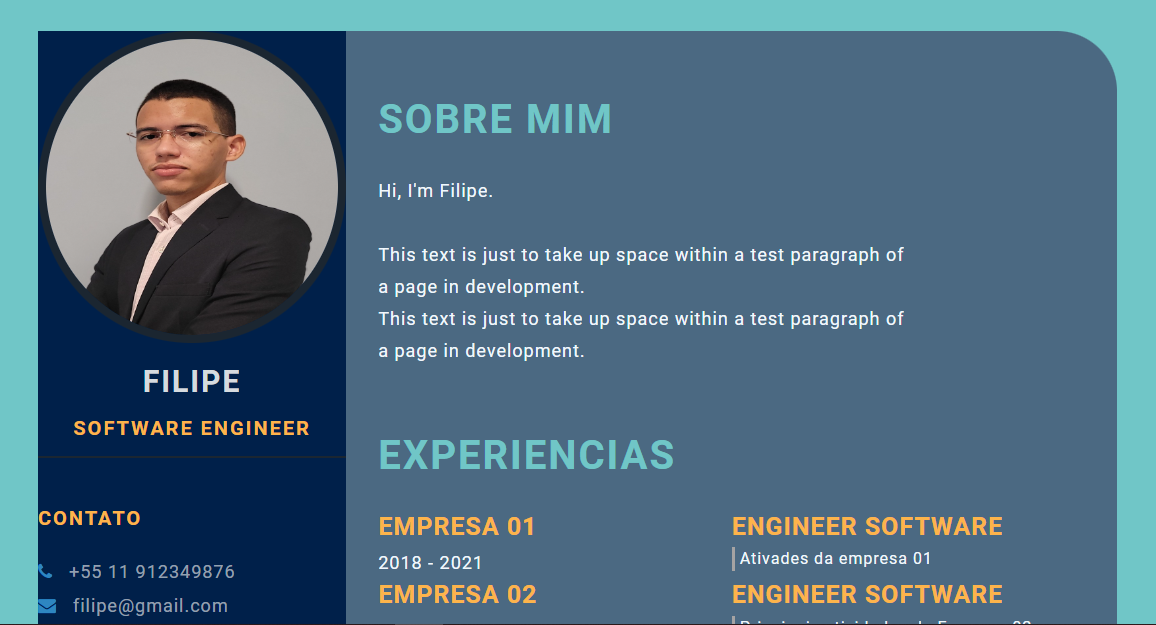 FILIPE
SOFTWARE ENGINEER
CONTATO
+55 11 912349876
filipe@gmail.com
SOBRE MIM
Hi, I'm Filipe.
This text is just to take up space within a test paragraph of
a page in development.
This text is just to take up space within a test paragraph of
a page in development.
EXPERIENCIAS
EMPRESA 01
2018 - 2021
ENGINEER SOFTWARE
Ativades da empresa 01
EMPRESA 02
ENGINEER SOFTWARE